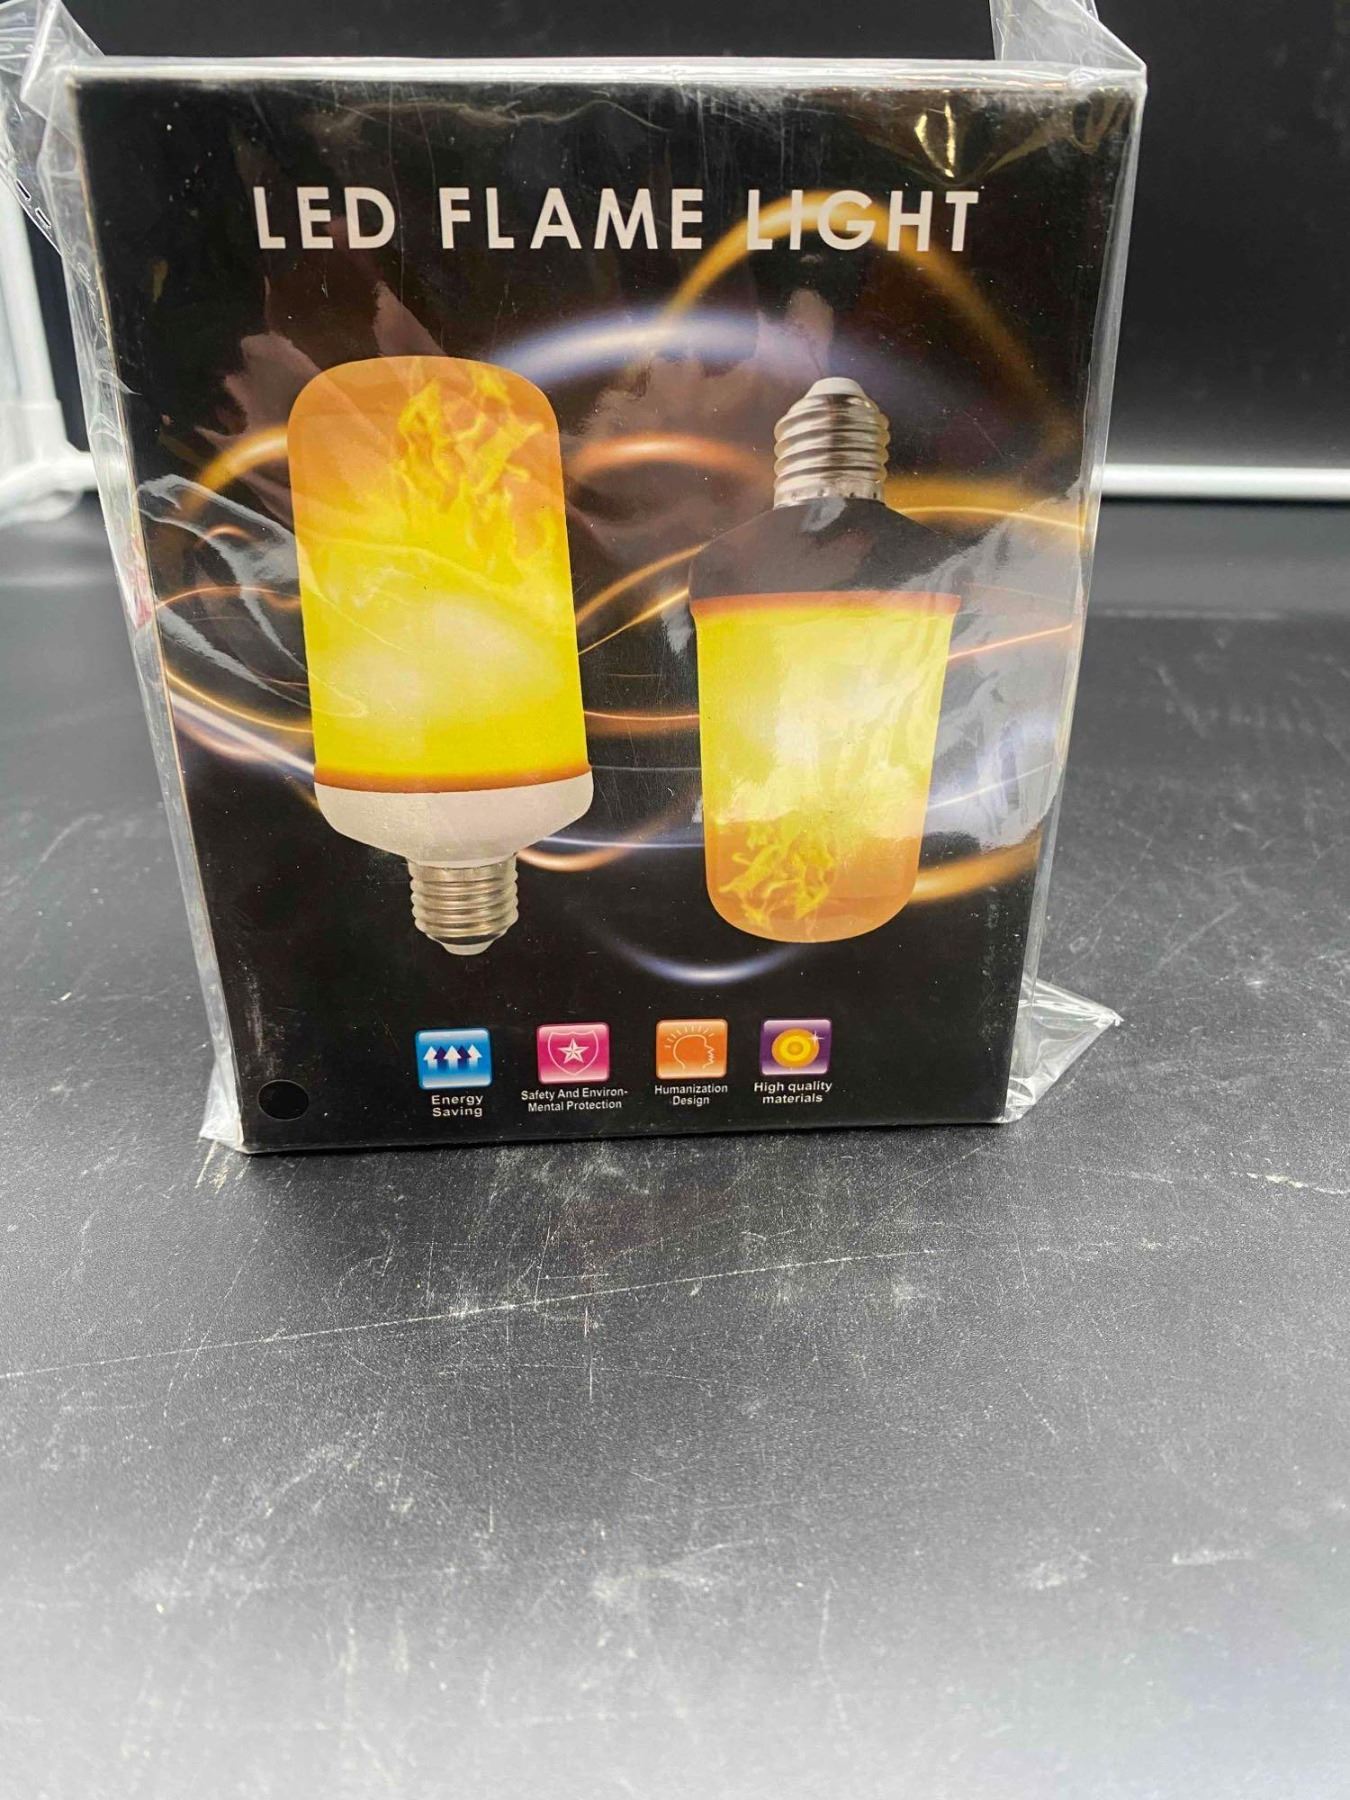 LED FLAME LIGHT
Energy
Saving
Safety And Environ-
Mental Protection
Humanization
Design
High quality
materials